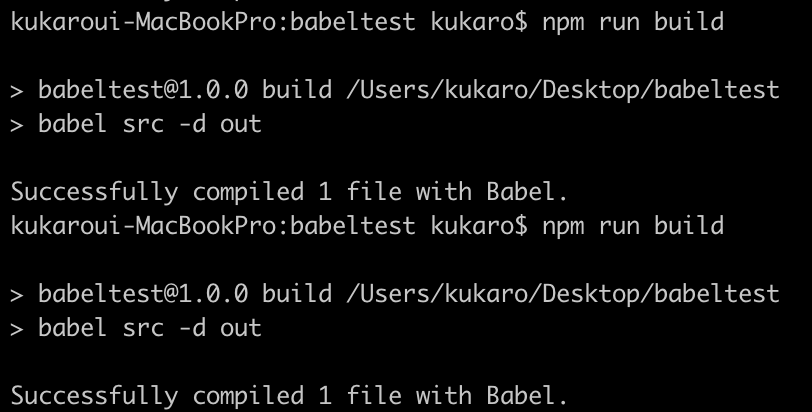 kukaroui-MacBookPro:babeltest kukaro$ npm run build
> babeltest@1.0.0 build /Users/kukaro/Desktop/babeltest
> babel src -d out
Successfully compiled 1 file with Babel.
kukaroui-MacBookPro:babeltest kukaro$ npm run build
> babeltest@1.0.0 build /Users/kukaro/Desktop/babeltest
> babel src -d out
Successfully compiled 1 file with Babel.